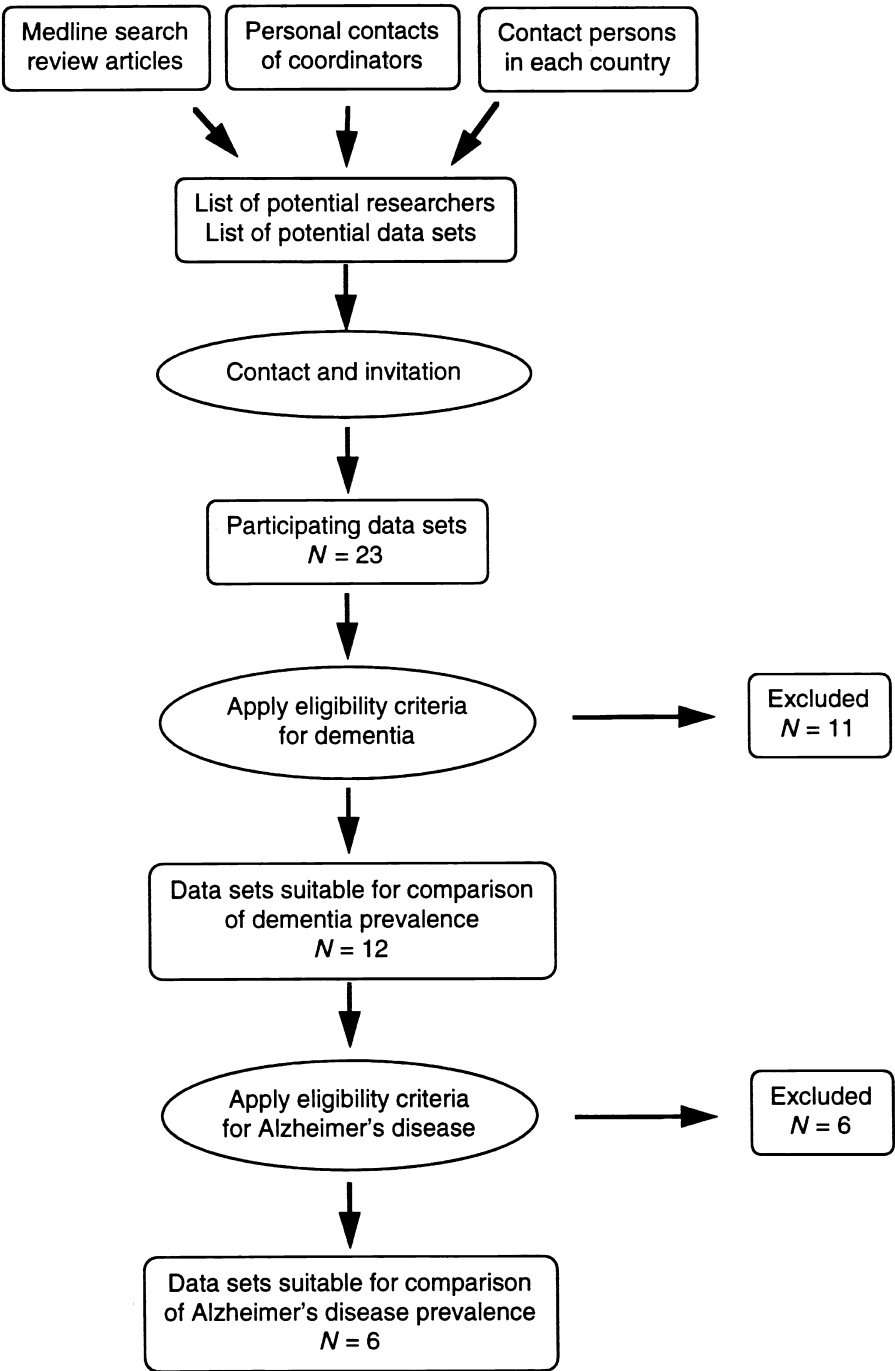 Medline search
review articles
Personal contacts
of coordinators
Contact persons
in each country
List of potential researchers
List of potential data sets
Contact and invitation
Participating data sets
N = 23
Apply eligibility criteria
for dementia
Excluded
N = 11
Data sets suitable for comparison
of dementia prevalence
N = 12
Apply eligibility criteria
for Alzheimer's disease
Excluded
N = 6
Data sets suitable for comparison
of Alzheimer's disease prevalence
N = 6